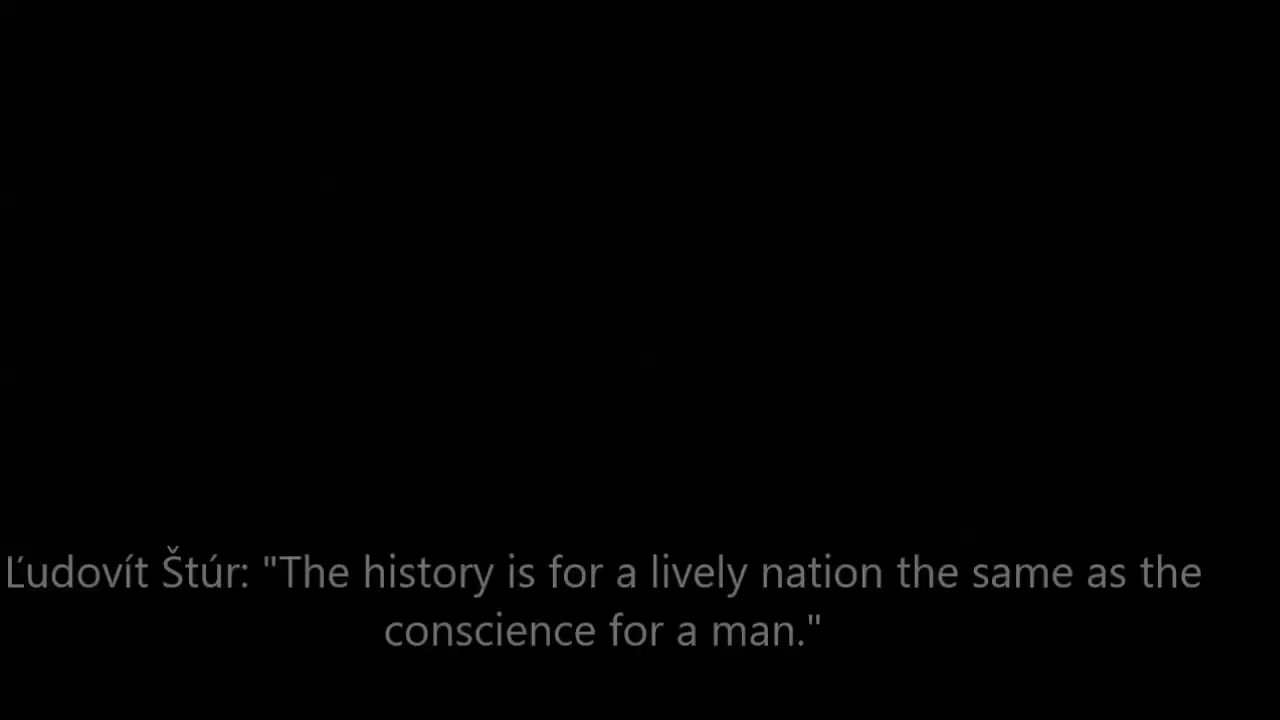 Ľudovít Štúr: "The history is for a lively nation the same as the
conscience for a man."